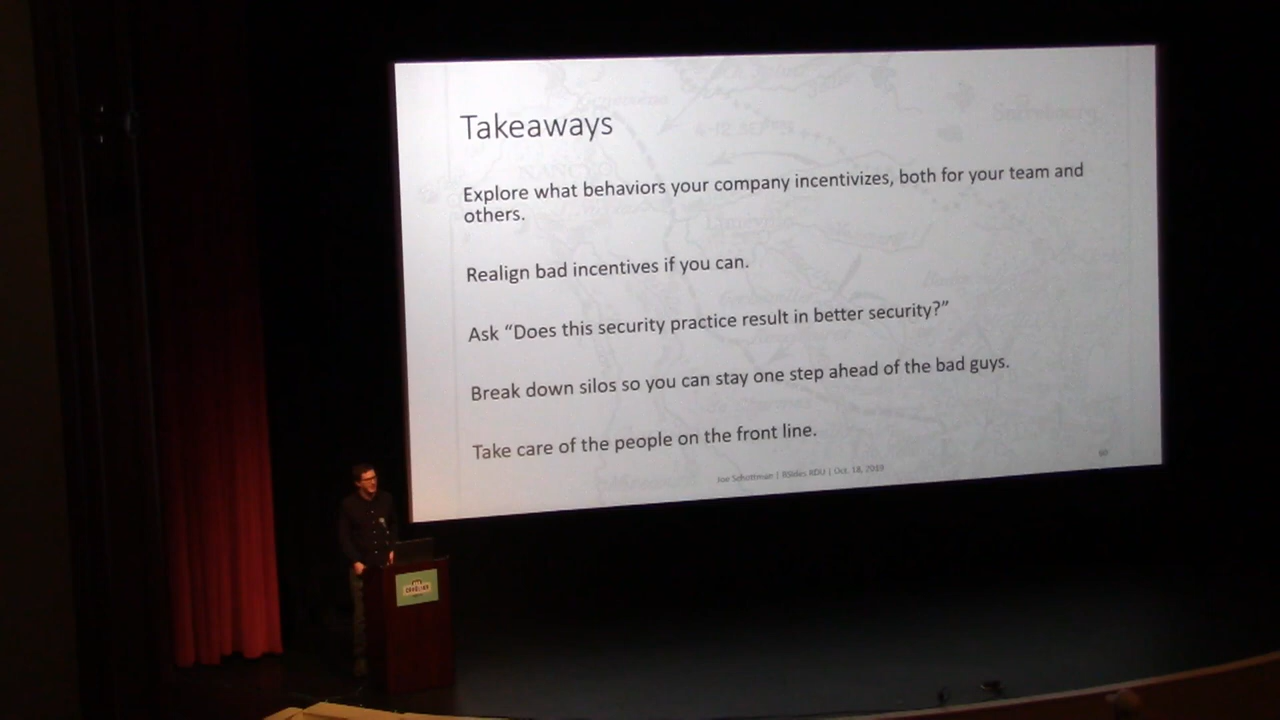 Takeaways
Explore what behaviors your company incentivizes, both for your team and
others.
Realign bad incentives if you can.
Ask “Does this security practice result in better security?”
Break down silos so you can stay one step ahead of the bad guys.
Take care of the people on the front line.
Joe Schottman | BSides RDU | Oct. 18, 2019
60